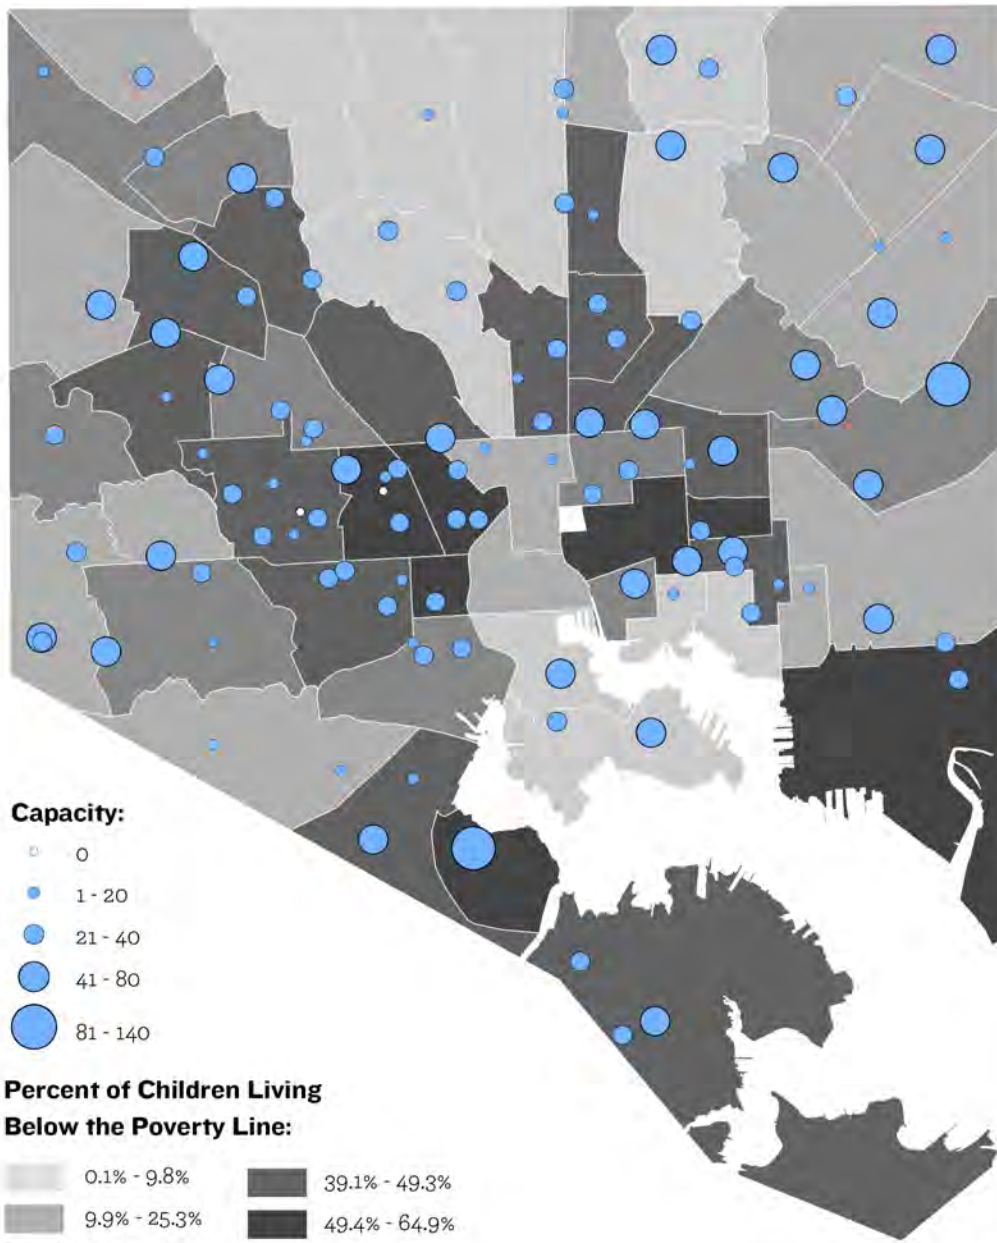 Capacity:
0
1 - 20
21 - 40
41 - 80
81 - 140
Percent of Children Living
Below the Poverty Line:
0.1% - 9.8%
39.1% - 49.3%
9.9% - 25.3%
49.4% - 64.9%